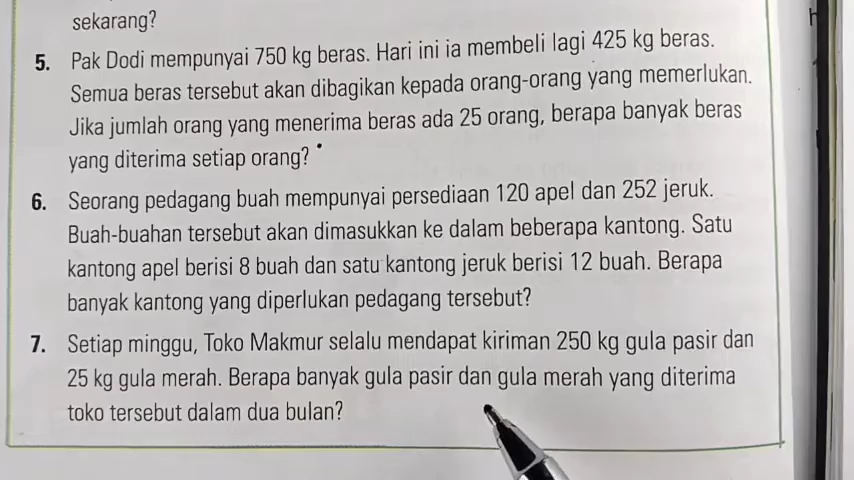 sekarang?
5. Pak Dodi mempunyai 750 kg beras. Hari ini ia membeli lagi 425 kg beras.
Semua beras tersebut akan dibagikan kepada orang-orang yang memerlukan.
Jika jumlah orang yang menerima beras ada 25 orang, berapa banyak beras
yang diterima setiap orang?
6. Seorang pedagang buah mempunyai persediaan 120 apel dan 252 jeruk.
Buah-buahan tersebut akan dimasukkan ke dalam beberapa kantong. Satu
kantong apel berisi 8 buah dan satu kantong jeruk berisi 12 buah. Berapa
banyak kantong yang diperlukan pedagang tersebut?
7. Setiap minggu, Toko Makmur selalu mendapat kiriman 250 kg gula pasir dan
25 kg gula merah. Berapa banyak gula pasir dan gula merah yang diterima
toko tersebut dalam dua bulan?